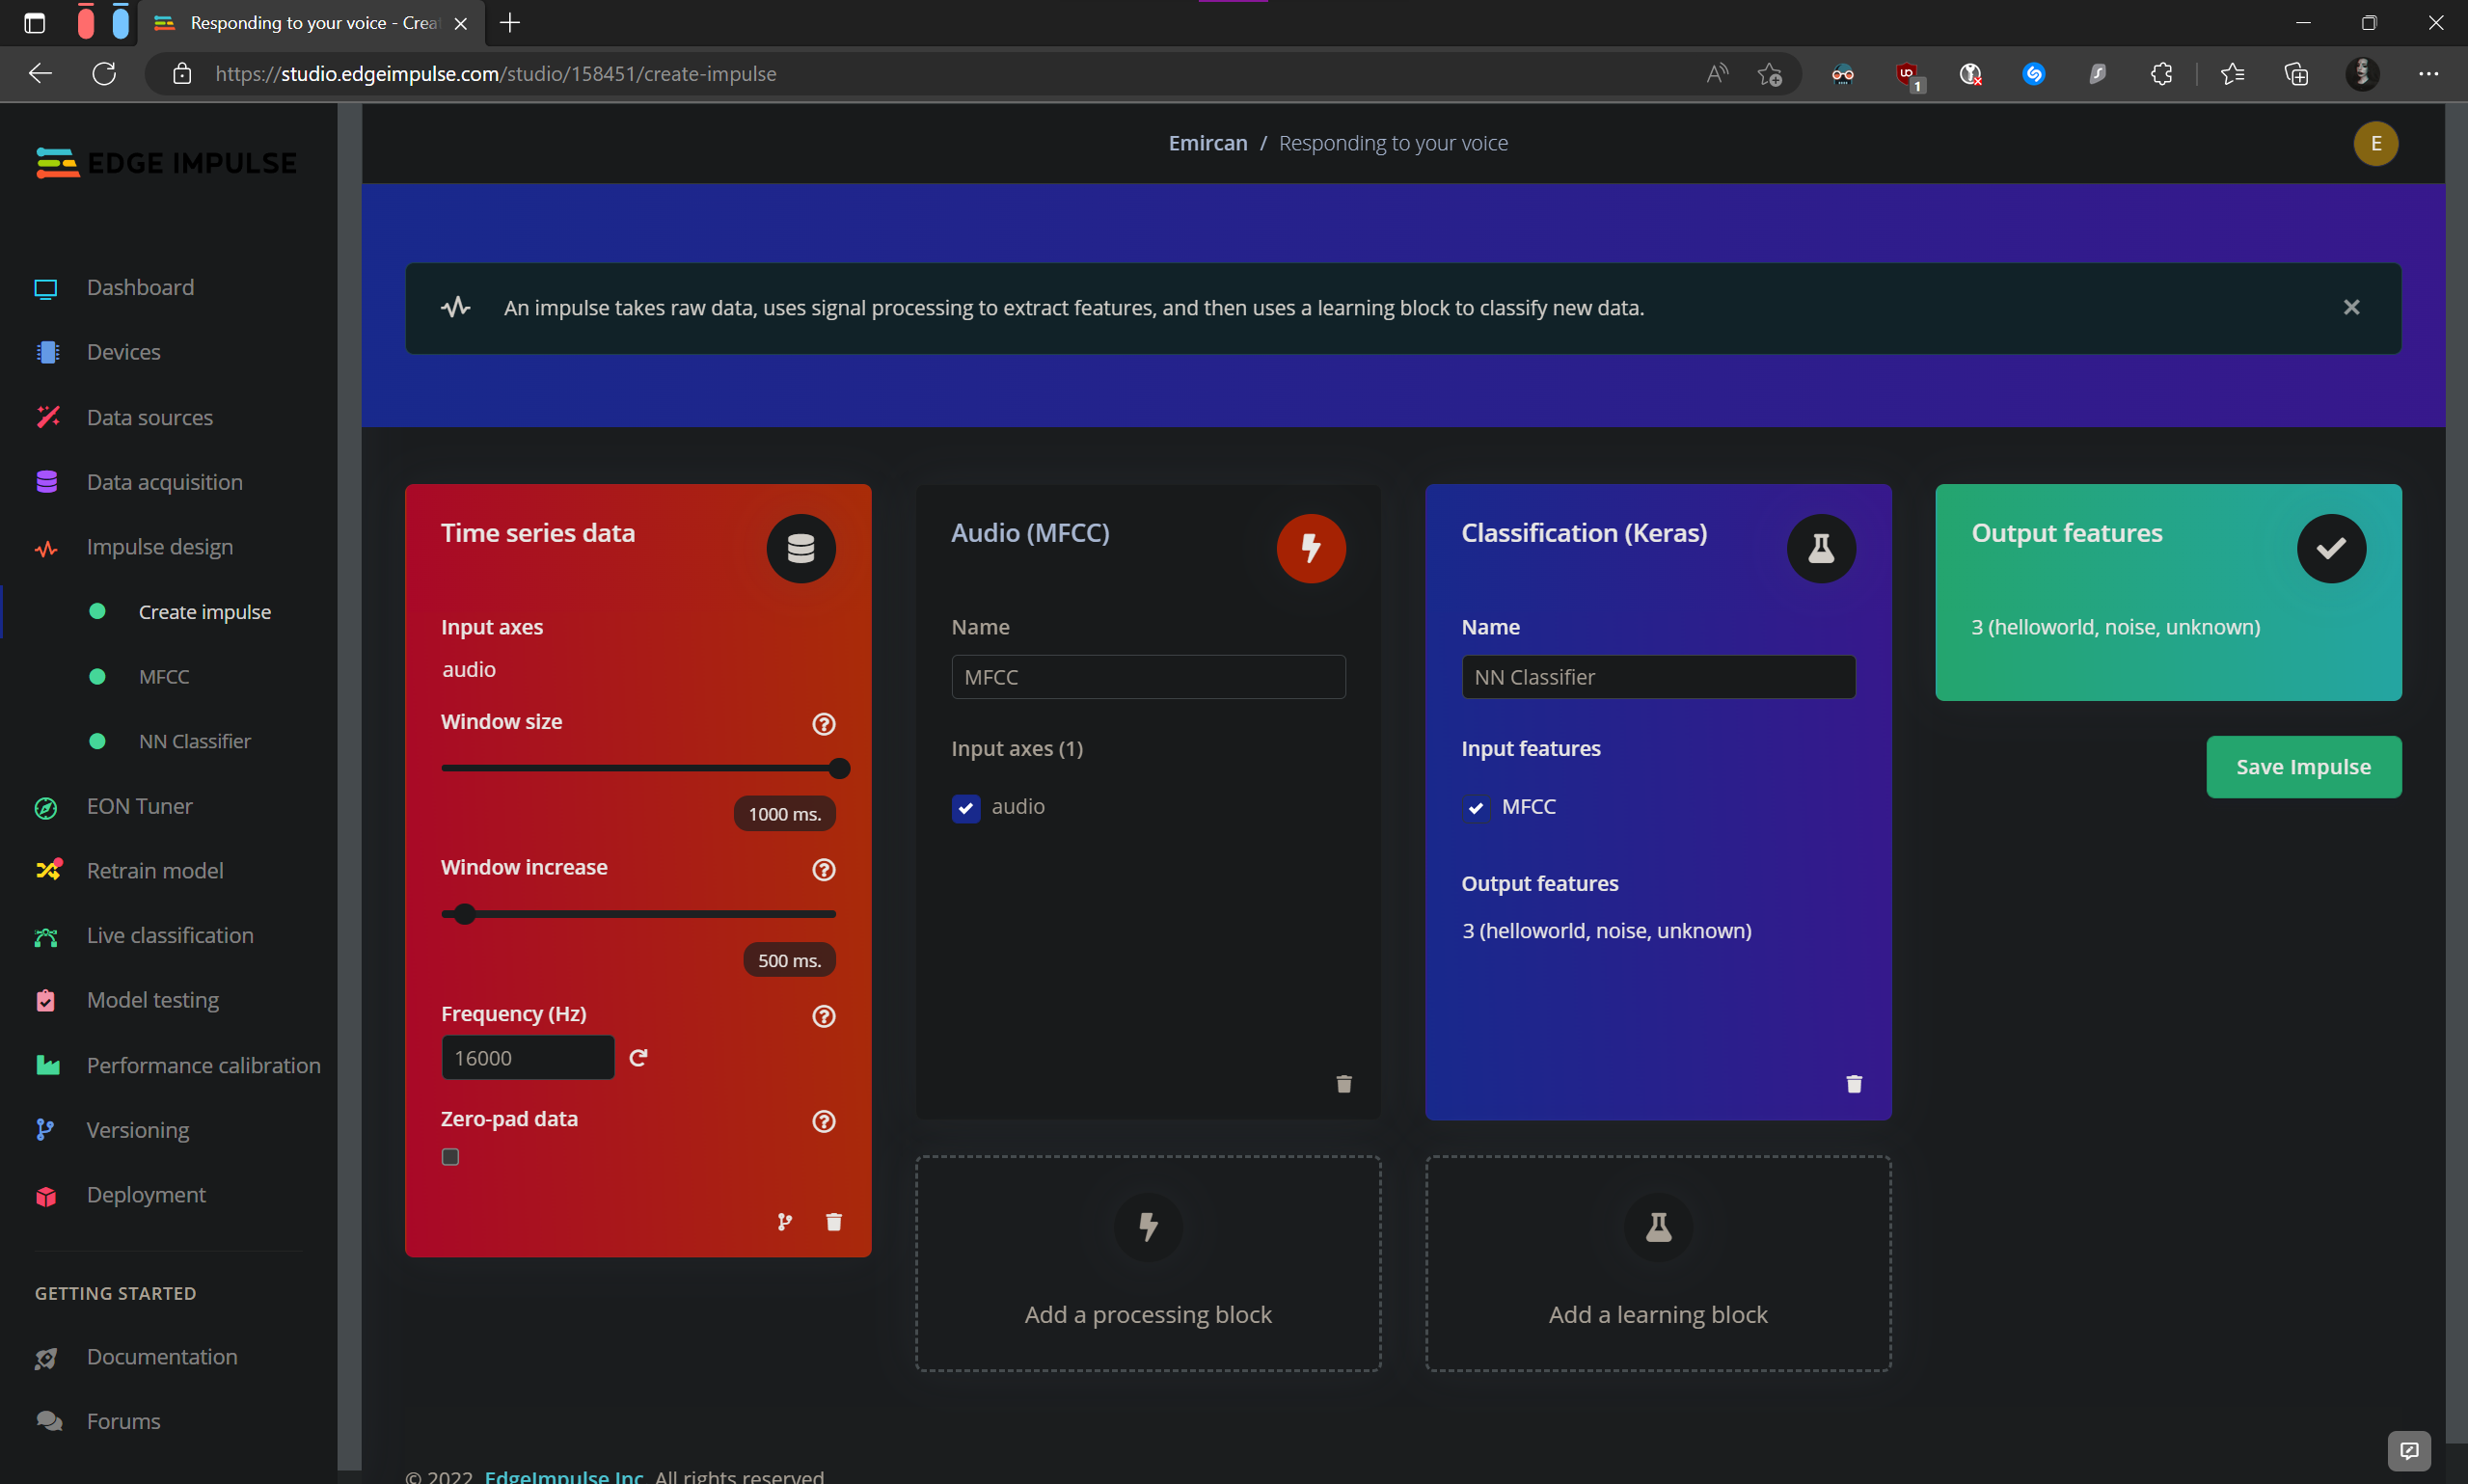 Responding to your voice - Crea
https://studio.edgeimpulse.com/studio/158451/create-impulse
1
EDGE IMPULSE
Emircan / Responding to your voice
E
An impulse takes raw data, uses signal processing to extract features, and then uses a learning block to classify new data.
Dashboard
Devices
Data sources
Data acquisition
Impulse design
Create impulse
MFCC
NN Classifier
EON Tuner
Retrain model
Live classification
Model testing
Performance calibration
Versioning
Deployment
GETTING STARTED
Documentation
Forums
Time series data
Input axes
audio
Window size
1000 ms.
Window increase
500 ms.
Frequency (Hz)
16000
Zero-pad data
Audio (MFCC)
Name
MFCC
Input axes (1)
audio
Add a processing block
Classification (Keras)
Name
NN Classifier
Input features
MFCC
Output features
3 (helloworld, noise, unknown)
Add a learning block
Output features
3 (helloworld, noise, unknown)
Save Impulse
© 2022 EdgeImpulse Inc. All rights reserved